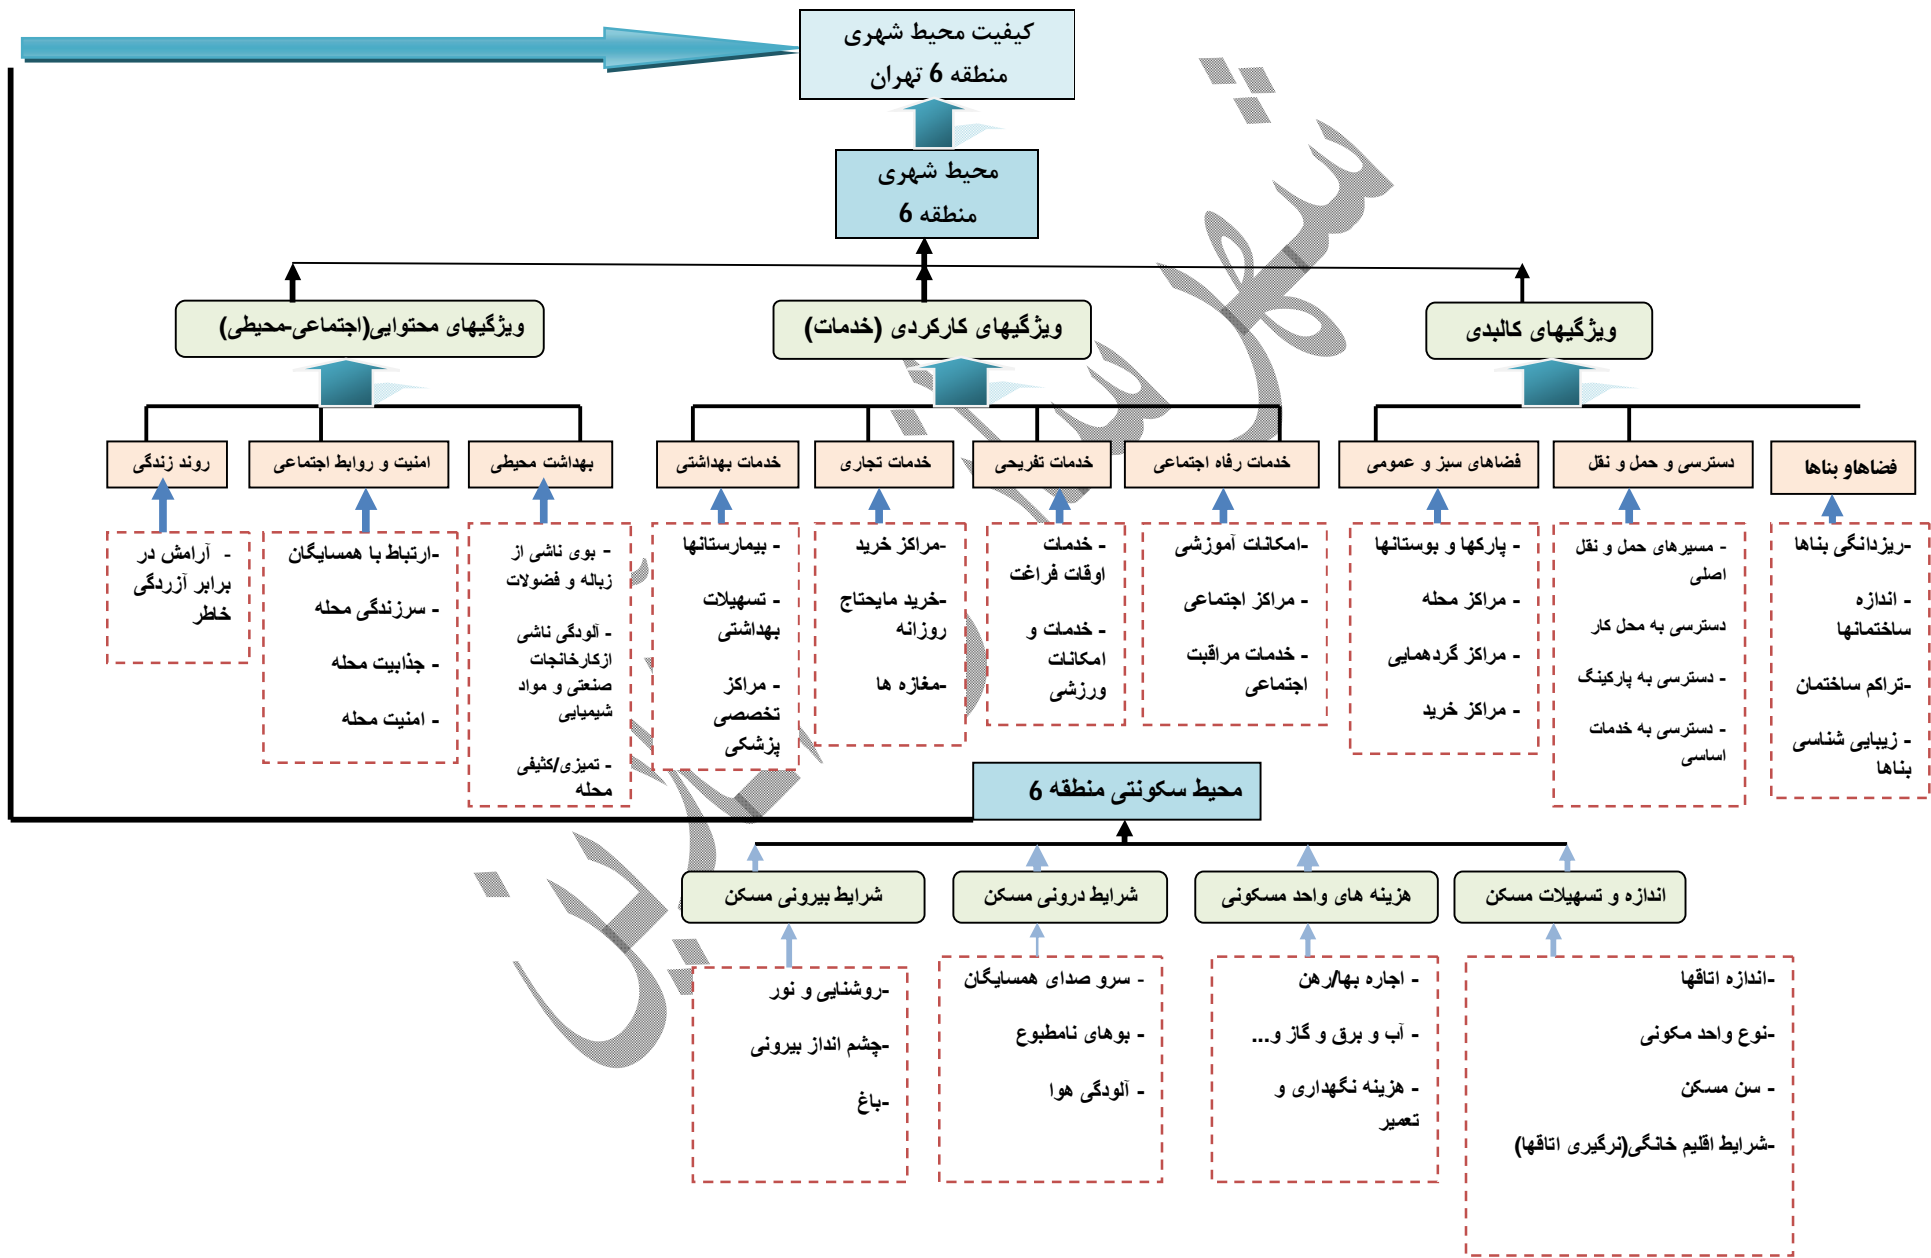 کیفیت محیط شهری
منطقه 6 تهران
محیط شهری
منطقه 6
ویژگیهای کالبدی
ویژگیهای کارکردی (خدمات)
ویژگیهای محتوایی(اجتماعی-محیطی)
فضاهاو بناها
دسترسی و حمل و نقل
فضاهای سبز و عمومی
خدمات رفاه اجتماعی
خدمات تفریحی
خدمات تجاری
خدمات بهداشتی
بهداشت محیطی
امنیت و روابط اجتماعی
روند زندگی
-ریزدانگی بناها
- اندازه
ساختمانها
-تراکم ساختمان
- زیبایی شناسی
بناها
- مسیرهای حمل و نقل
اصلی
دسترسی به محل کار
- دسترسی به پارکینگ
- دسترسی به خدمات
اساسی
- پارکها و بوستانها
- مراکز محله
- مراکز گردهمایی
- مراکز خرید
-امکانات آموزشی
- مراکز اجتماعی
- خدمات مراقبت
اجتماعی
- خدمات
اوقات فراغت
- خدمات و
امکانات
ورزشی
-مراکز خرید
-خرید مایحتاج
روزانه
-مغازه ها
- بیمارستانها
- تسهیلات
بهداشتی
- مراکز
تخصصی
پزشکی
- بوی ناشی از
زباله و فضولات
- آلودگی ناشی
ازکارخانجات
صنعتی و مواد
شیمیایی
- تمیزی/کثیفی
محله
-ارتباط با همسایگان
- سرزندگی محله
- جذابیت محله
- امنیت محله
- آرامش در
برابر آزردگی
خاطر
محیط سکونتی منطقه 6
اندازه و تسهیلات مسکن
هزینه های واحد مسکونی
شرایط درونی مسکن
شرایط بیرونی مسکن
-اندازه اتاقها
-نوع واحد مکونی
- سن مسکن
-شرایط اقلیم خانگی(نرگیری اتاقها)
- اجاره بها/رهن
- آب و برق و گاز و...
- هزینه نگهداری و
تعمیر
- سرو صدای همسایگان
- بوهای نامطبوع
- آلودگی هوا
-روشنایی و نور
-چشم انداز بیرونی
-باغ